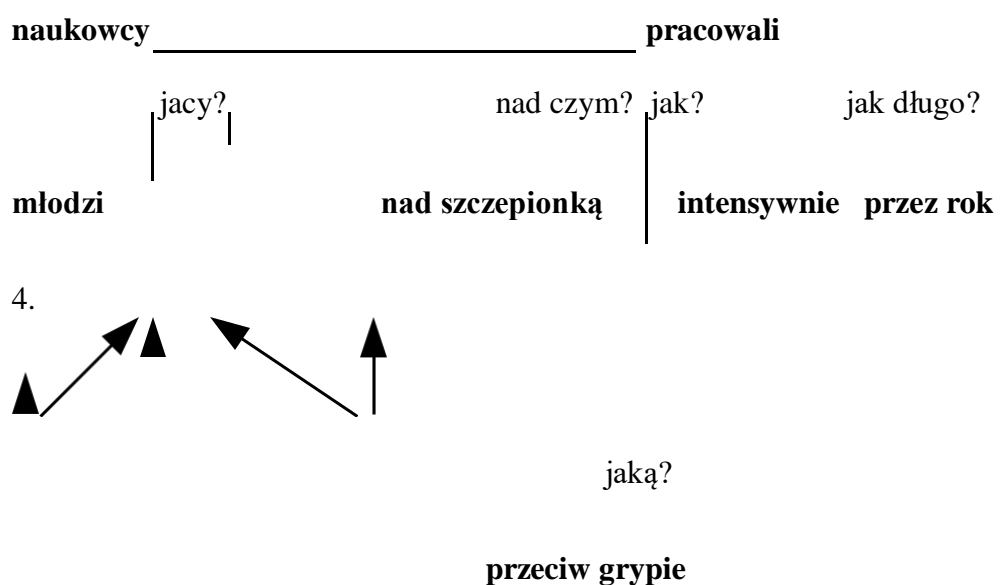 naukowcy pracowali
jacy? nad czym? jak? jak długo?
młodzi nad szczepionką intensywnie przez rok
4.
jaką?
przeciw grypie